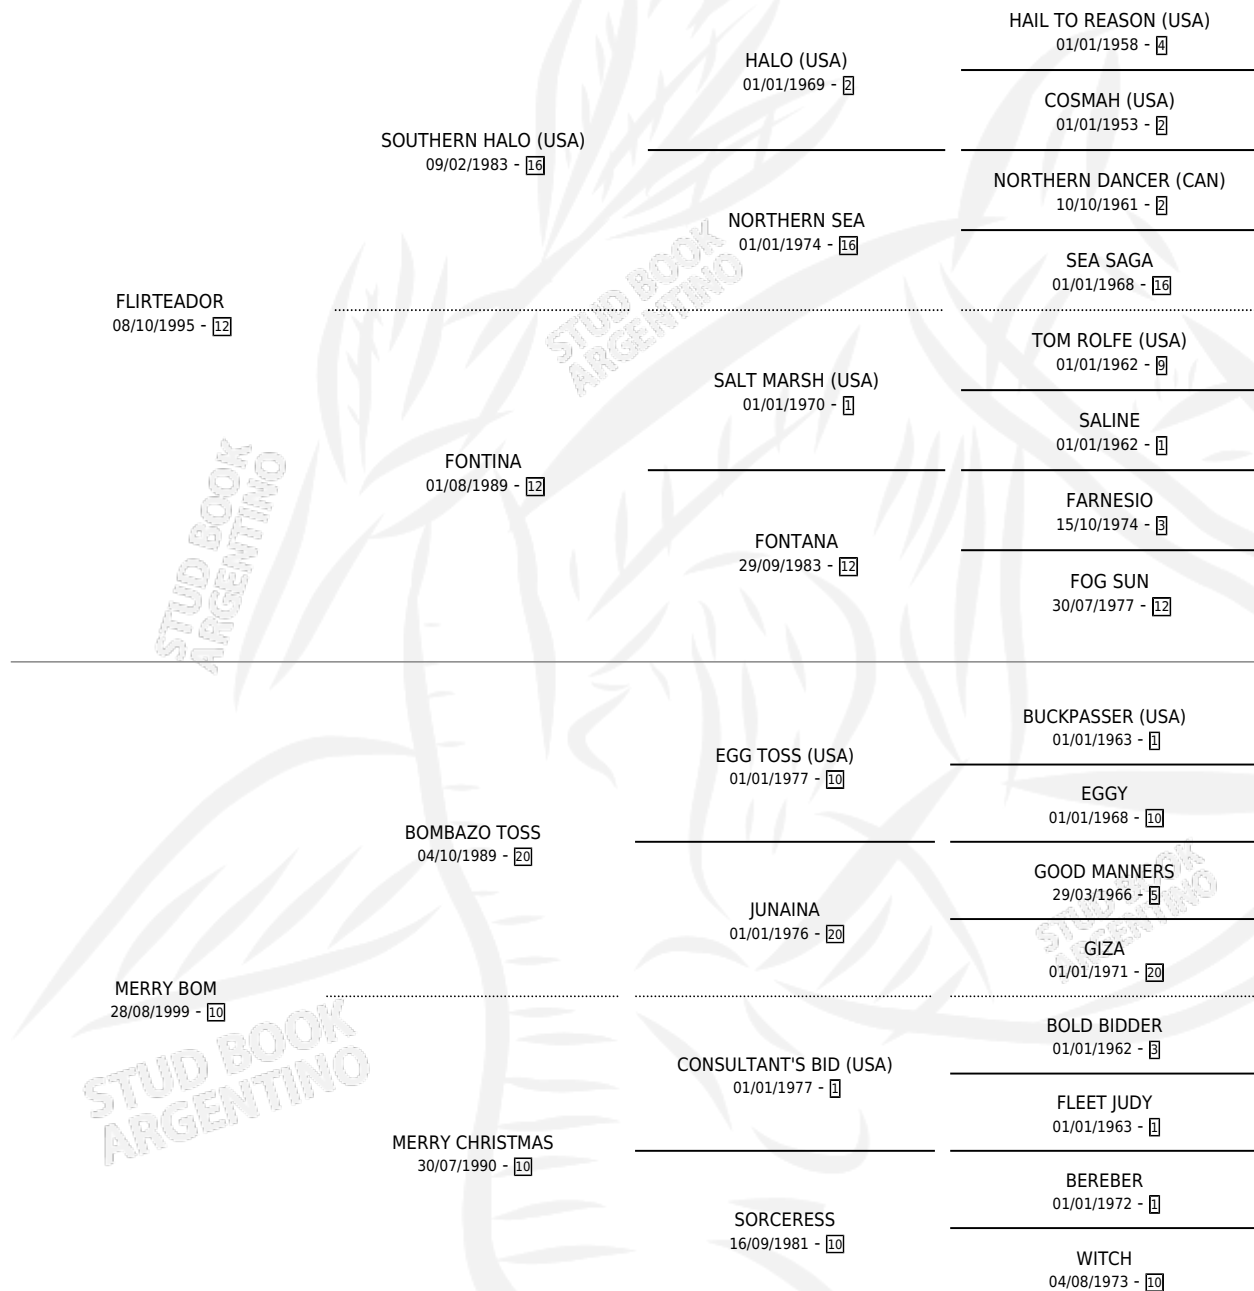 FLIRTEADOR
08/10/1995 - 12
SOUTHERN HALO (USA)
09/02/1983 - 16
FONTINA
01/08/1989 - 12
HALO (USA)
01/01/1969 - 2
NORTHERN SEA
01/01/1974 - 16
SALT MARSH (USA)
01/01/1970 - 1
FONTANA
29/09/1983 - 12
HAIL TO REASON (USA)
01/01/1958 - 4
COSMAH (USA)
01/01/1953 - 2
NORTHERN DANCER (CAN)
10/10/1961 - 2
SEA SAGA
01/01/1968 - 16
TOM ROLFE (USA)
01/01/1962 - 9
SALINE
01/01/1962 - 1
FARNESIO
15/10/1974 - 3
FOG SUN
30/07/1977 - 12
MERRY BOM
28/08/1999 - 10
BOMBAZO TOSS
04/10/1989 - 20
MERRY CHRISTMAS
30/07/1990 - 10
EGG TOSS (USA)
01/01/1977 - 10
JUNAINA
01/01/1976 - 20
CONSULTANT'S BID (USA)
01/01/1977 - 1
SORCERESS
16/09/1981 - 10
BUCKPASSER (USA)
01/01/1963 - 1
EGGY
01/01/1968 - 10
GOOD MANNERS
29/03/1966 - 5
GIZA
01/01/1971 - 20
BOLD BIDDER
01/01/1962 - 3
FLEET JUDY
01/01/1963 - 1
BEREBER
01/01/1972 - 1
WITCH
04/08/1973 - 10
STUD BOOK
ARGENTINO
STUD BOOK
ARGENTINO
STUD BOOK
ARGENTINO
STUD BOOK
ARGENTINO